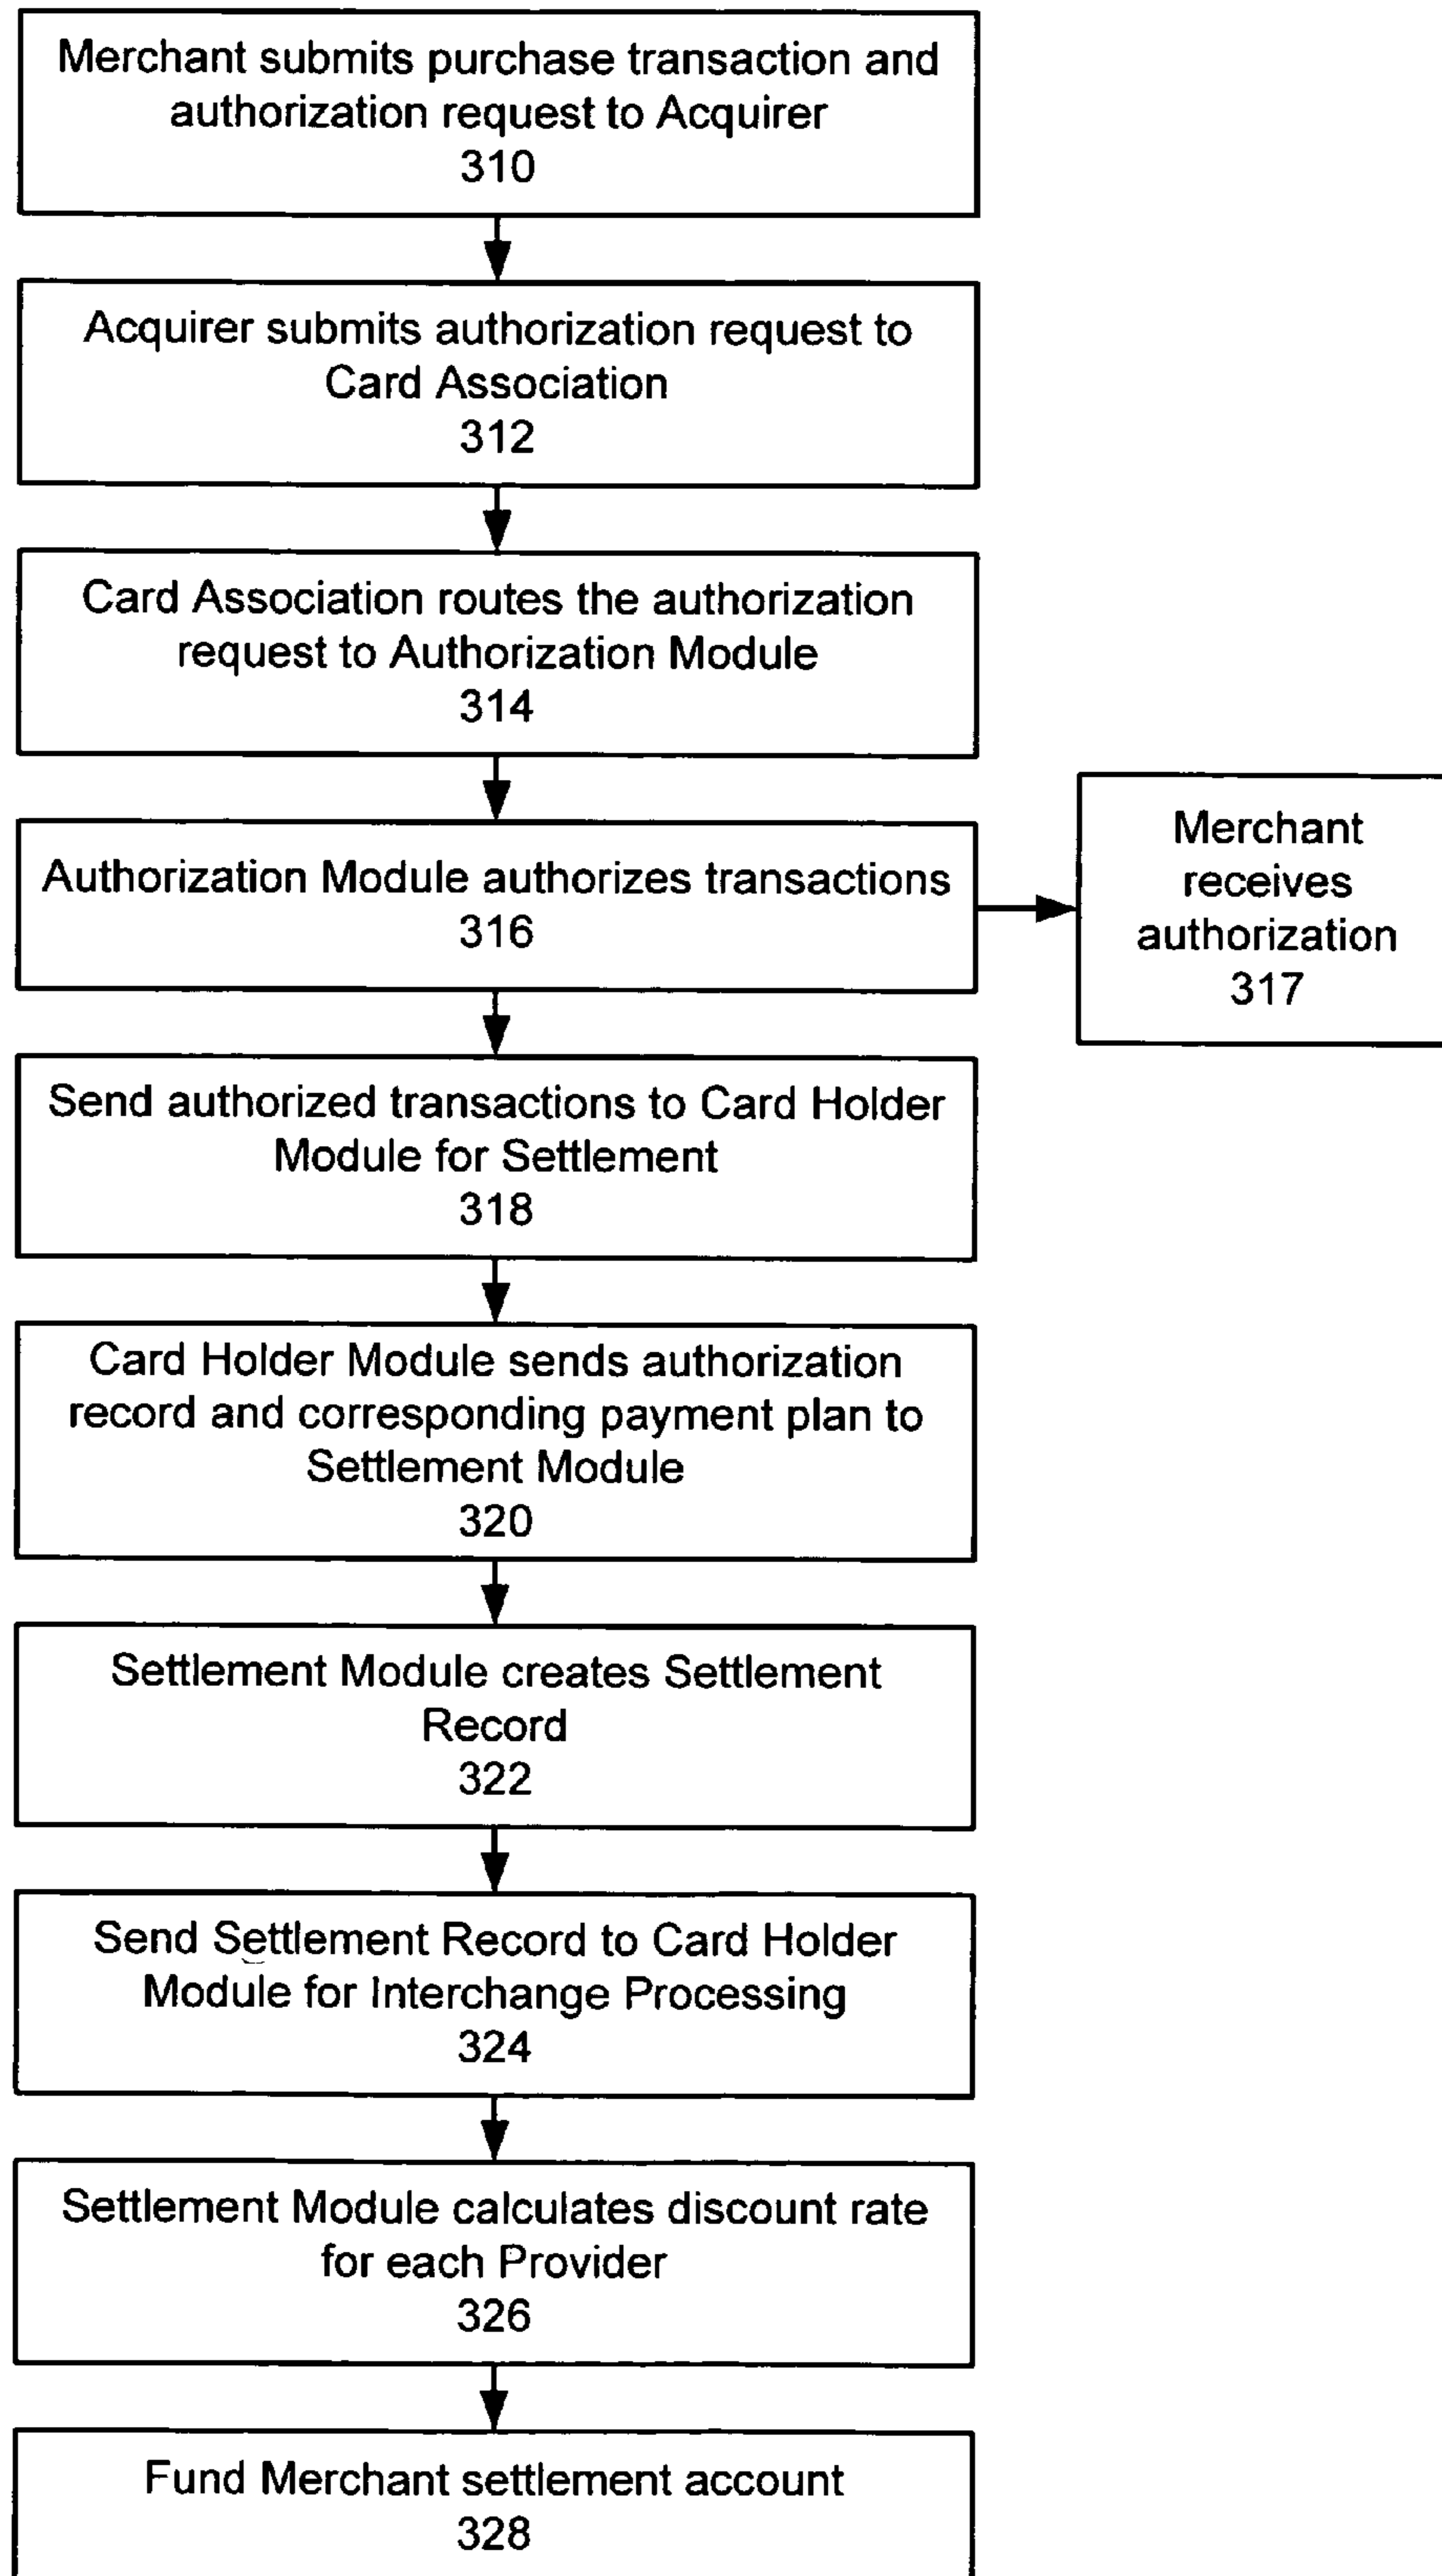 Merchant submits purchase transaction and
authorization request to Acquirer
310
Acquirer submits authorization request to
Card Association
312
Card Association routes the authorization
request to Authorization Module
314
Authorization Module authorizes transactions
316
Merchant
receives
authorization
317
Send authorized transactions to Card Holder
Module for Settlement
318
Card Holder Module sends authorization
record and corresponding payment plan to
Settlement Module
320
Settlement Module creates Settlement
Record
322
Send Settlement Record to Card Holder
Module for Interchange Processing
324
Settlement Module calculates discount rate
for each Provider
326
Fund Merchant settlement account
328